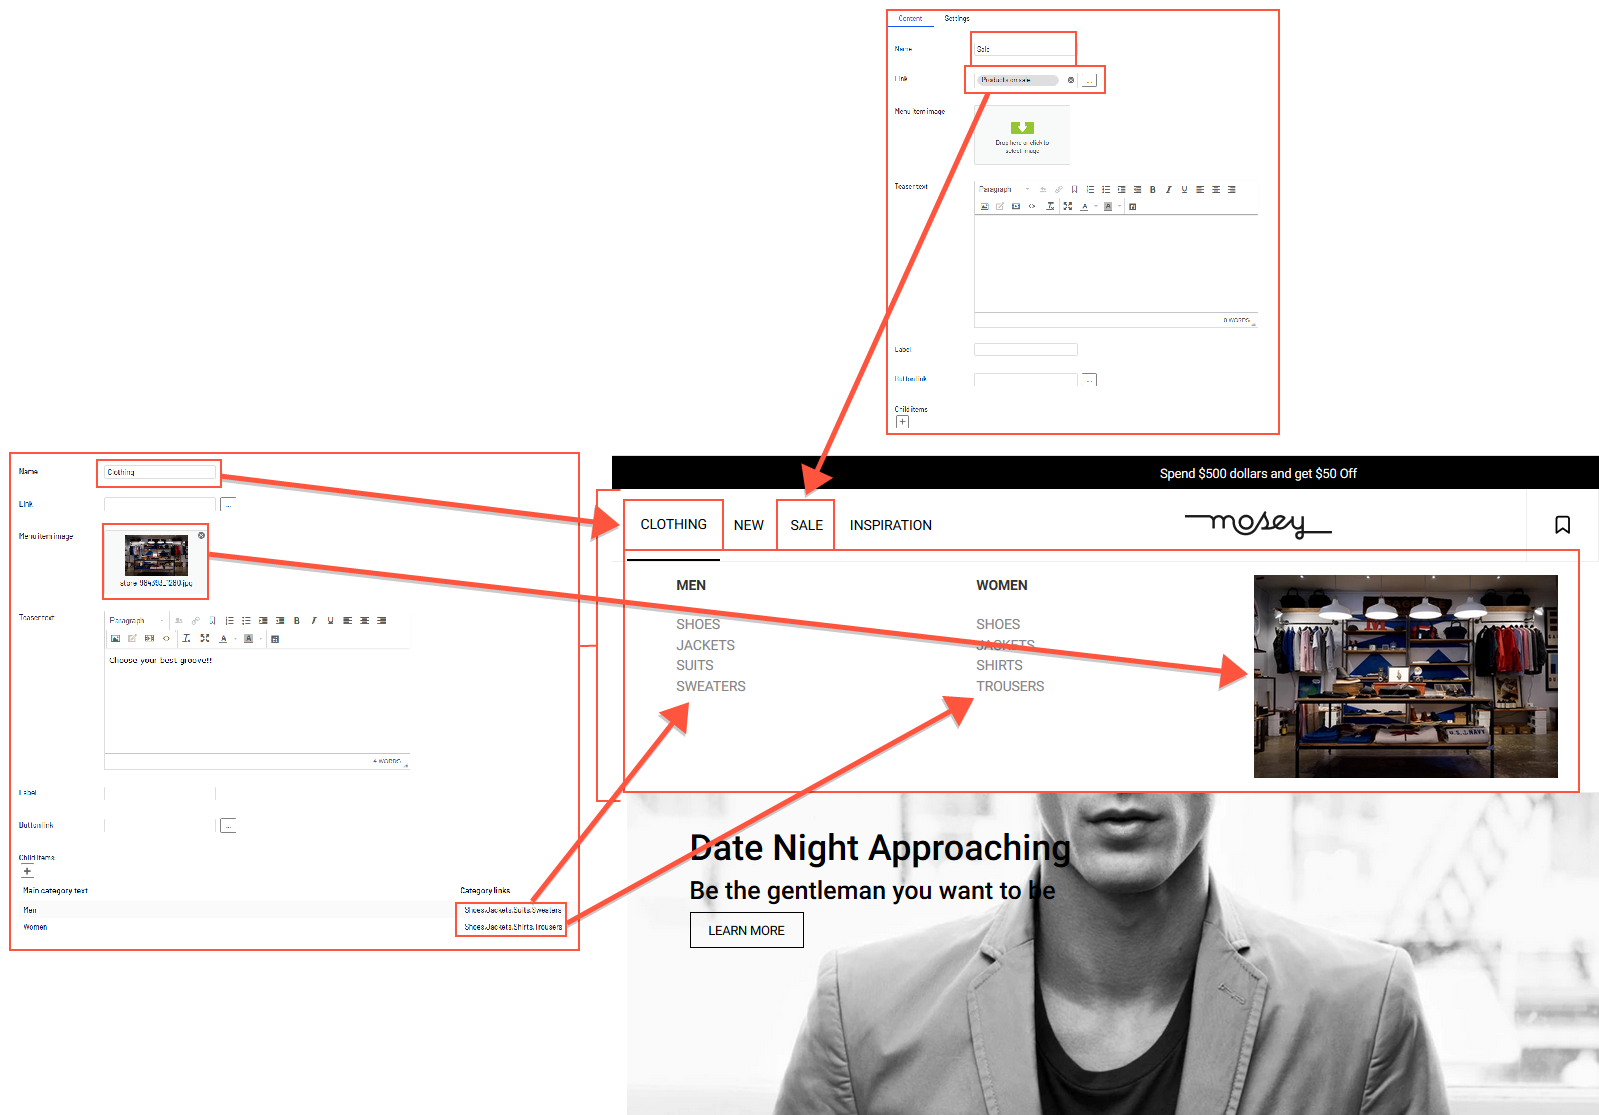 Content Settings
Name Sale
Link Products on sale ...
Menu item image
Drop here or click to
select image
Teaser text
Paragraph
0 WORDS
Label
Button link ...
Child items
+
Name Clothing
Link ...
Menu item image
store-984393_1280.jpg
Teaser text
Paragraph
Choose your best groove!!
4 WORDS
Label
Button link ...
Child items
+
Main category text Category links
Men Shoes,Jackets,Suits,Sweaters
Women Shoes,Jackets,Shirts,Trousers
Spend $500 dollars and get $50 Off
CLOTHING NEW SALE INSPIRATION
mosey
MEN
SHOES
JACKETS
SUITS
SWEATERS
WOMEN
SHOES
JACKETS
SHIRTS
TROUSERS
U.S. NAVY
Date Night Approaching
Be the gentleman you want to be
LEARN MORE